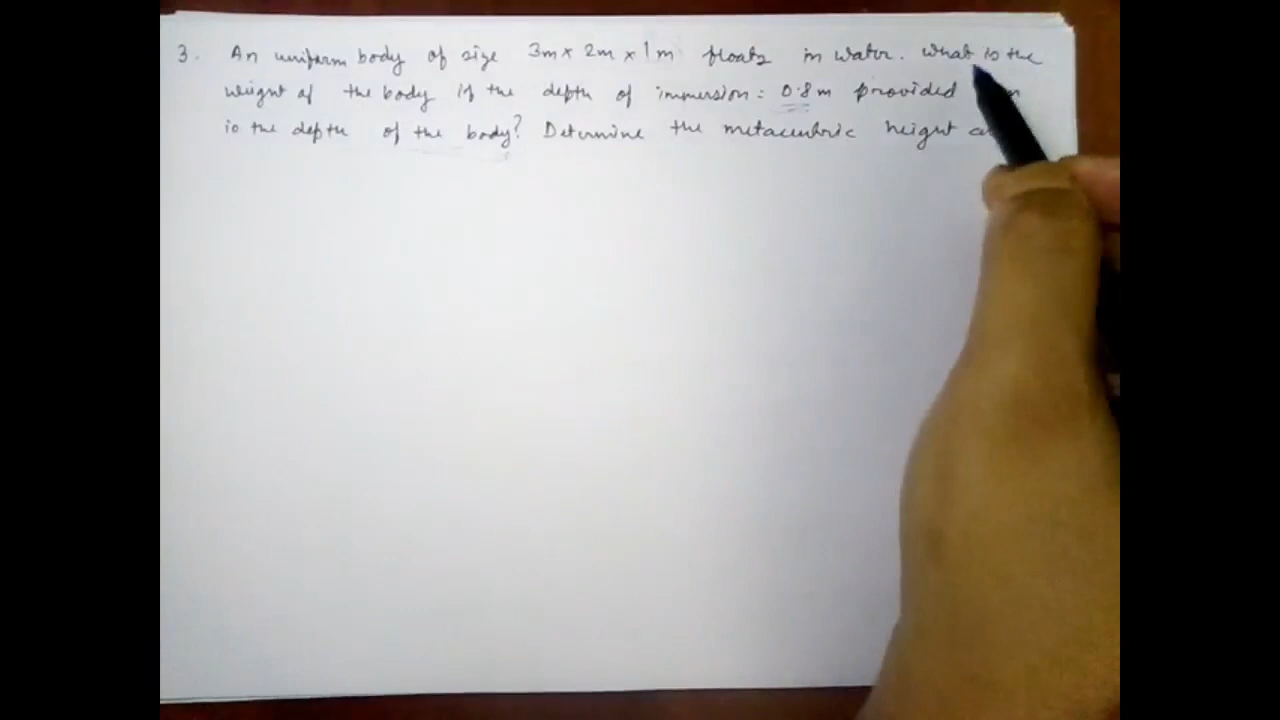 3. An uniform body of size 3m x 2m x 1m floats in water. What is the
weight of the body if the depth of immersion = 0.8m provided
is the depth of the body? Determine the metacentric height